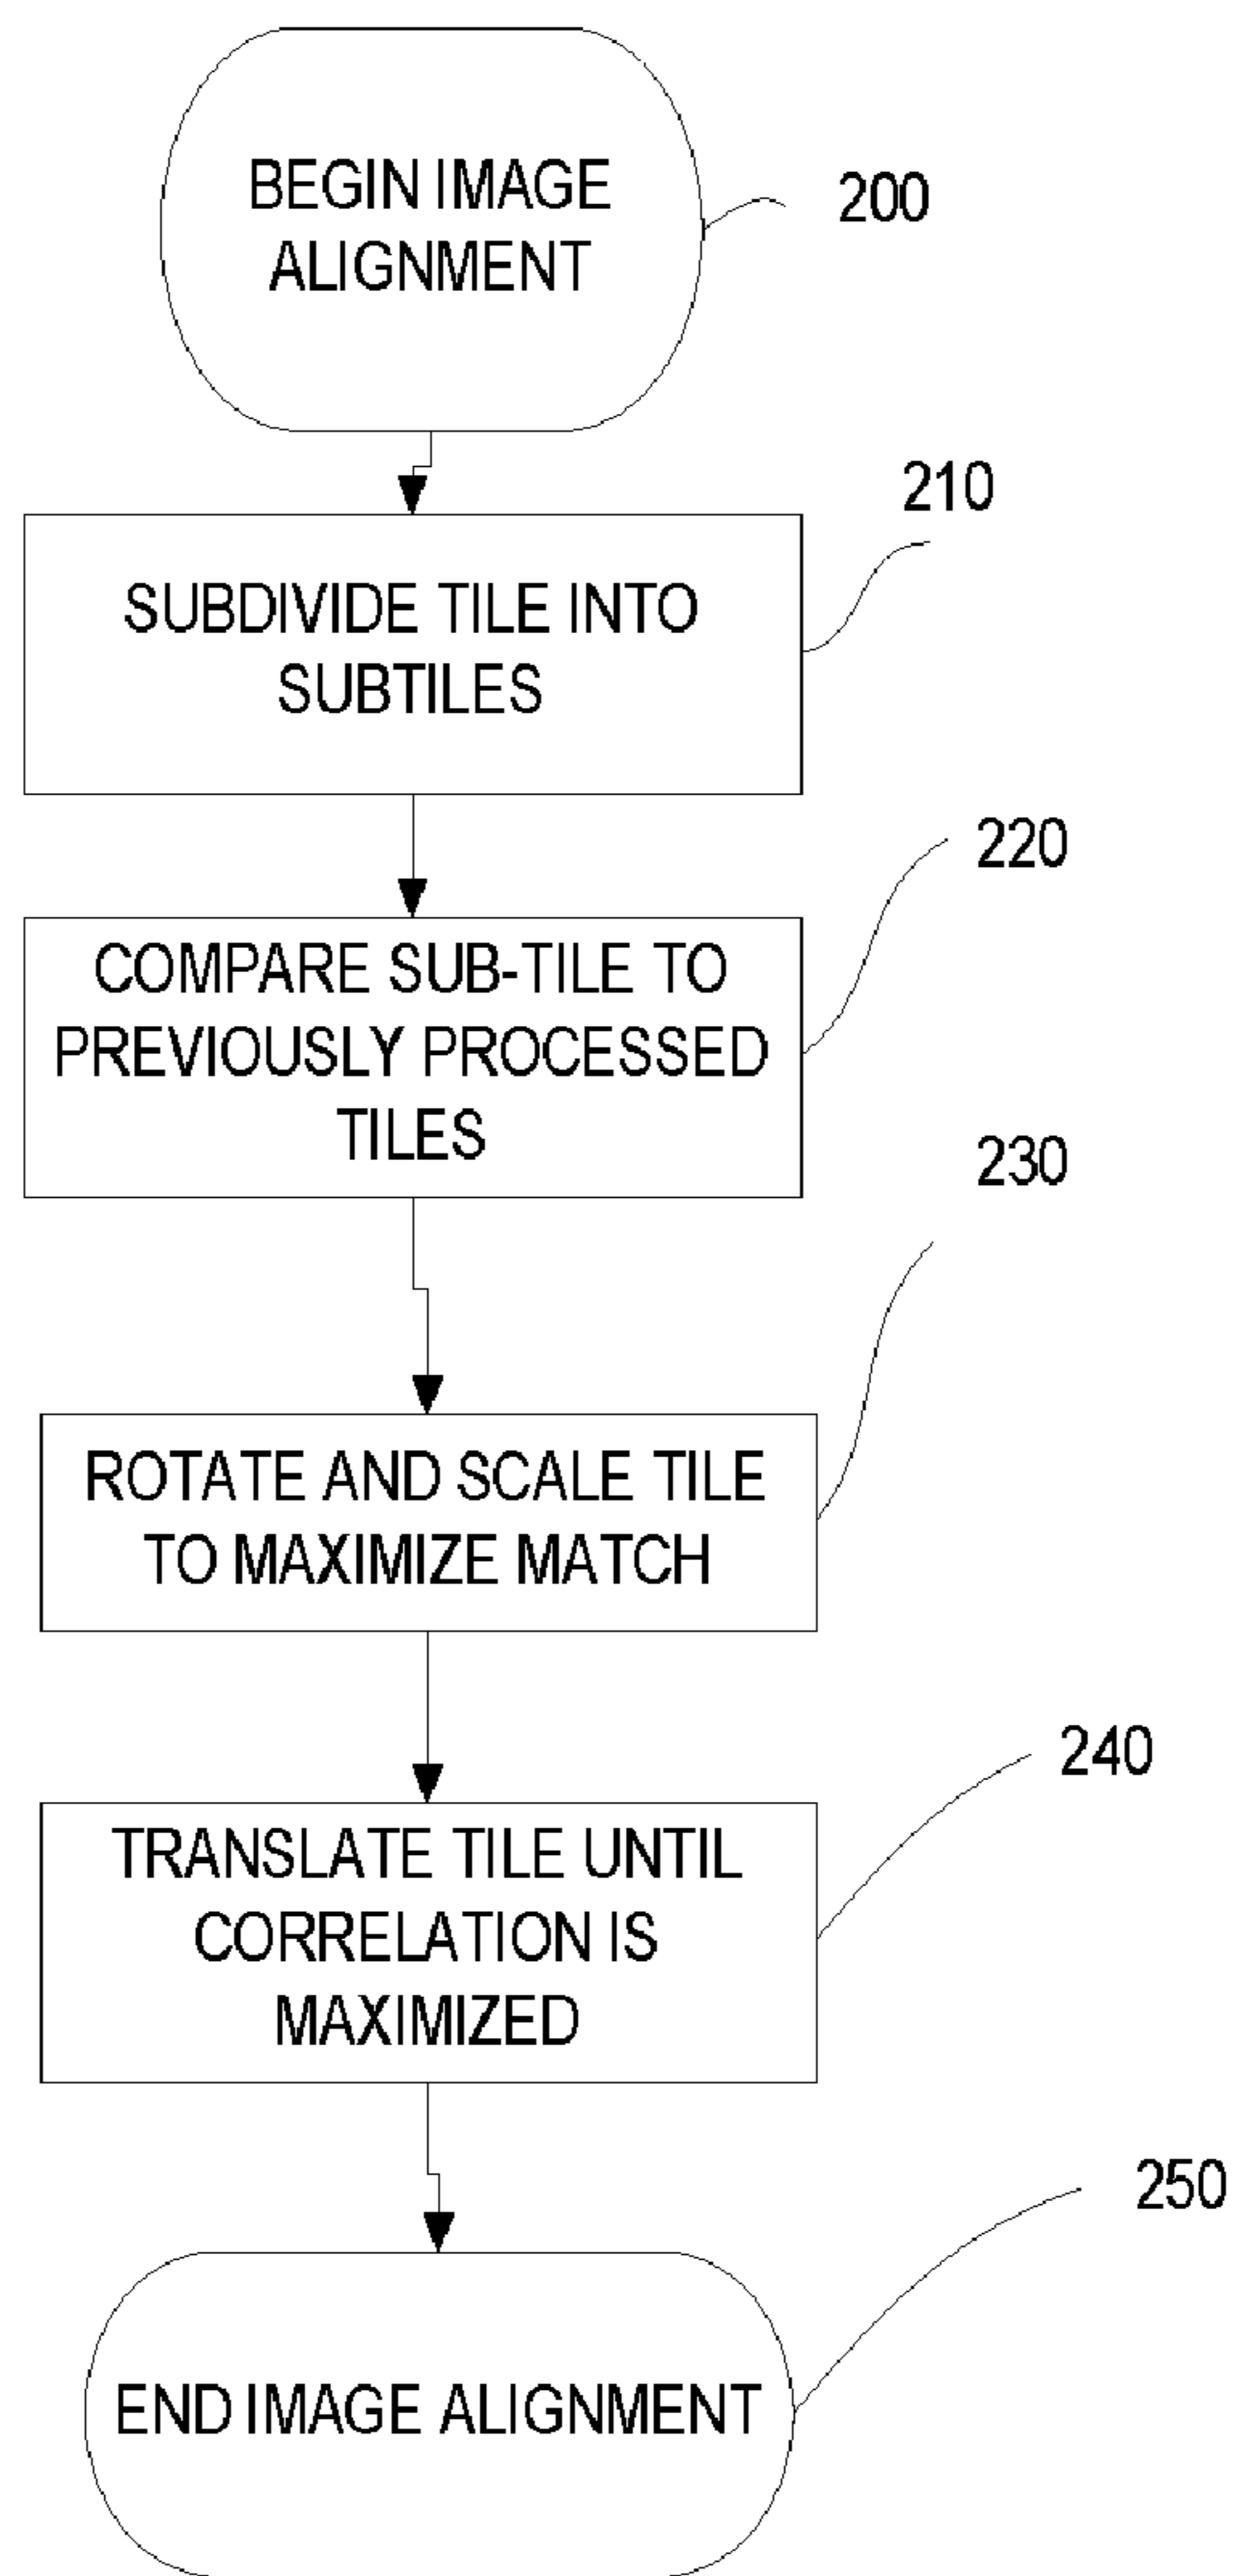 BEGIN IMAGE
ALIGNMENT
200
210
SUBDIVIDE TILE INTO
SUBTILES
220
COMPARE SUB-TILE TO
PREVIOUSLY PROCESSED
TILES
230
ROTATE AND SCALE TILE
TO MAXIMIZE MATCH
240
TRANSLATE TILE UNTIL
CORRELATION IS
MAXIMIZED
250
END IMAGE ALIGNMENT